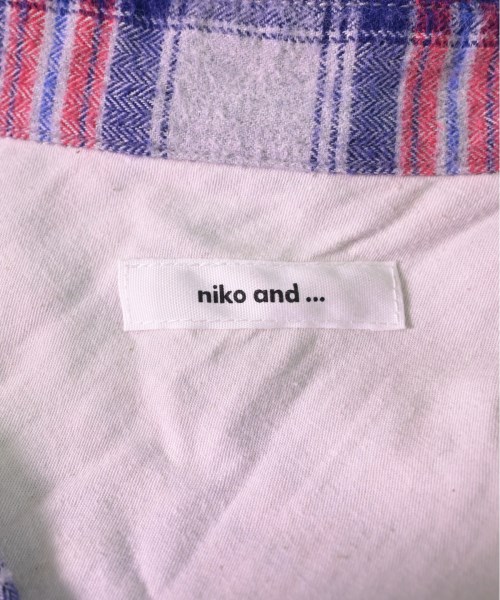 niko and ...